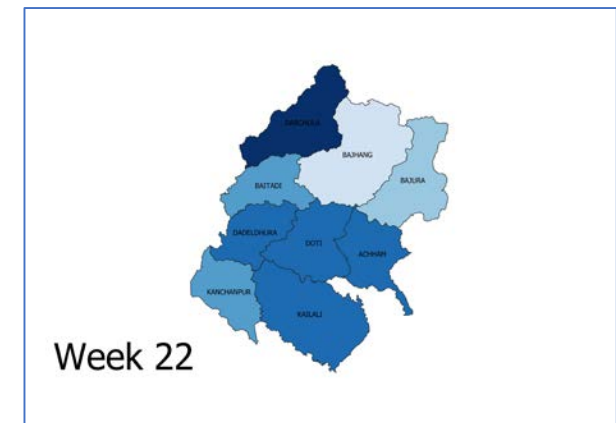 DARCHULA
BAJHANG
BAJURA
BAITADI
DADELDHURA
DOTI
ACHHAM
KANCHANPUR
KAILALI
Week 22